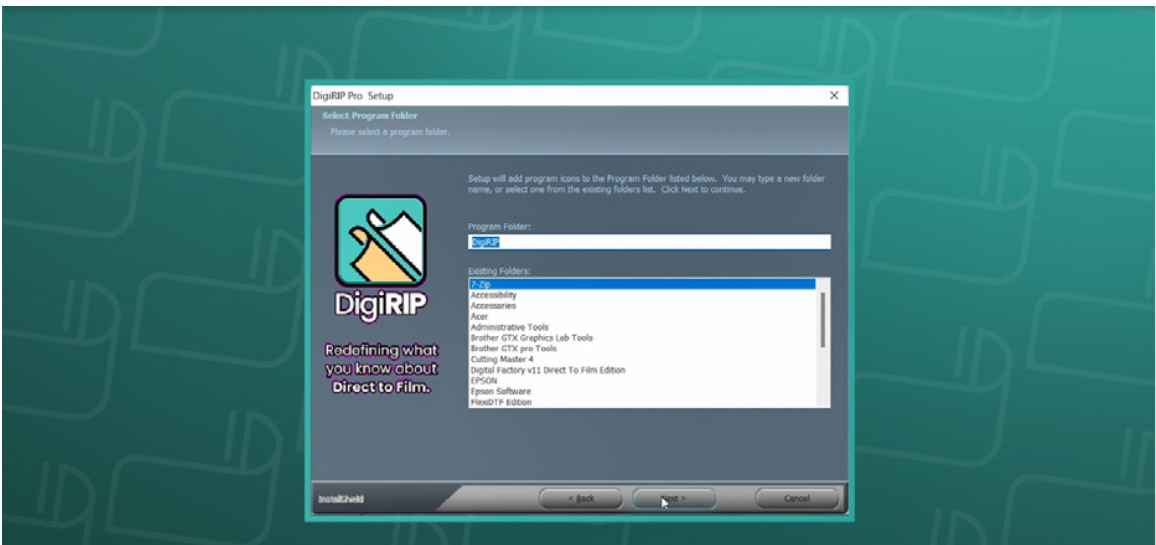 DigiRIP Pro Setup
Select Program Folder
Please select a program folder.
Setup will add program icons to the Program Folder listed below. You may type a new folder
name, or select one from the existing folders list. Click Next to continue.
Program Folder:
DigiRIP
Existing Folders:
7-Zip
Accessibility
Accessories
Acer
Administrative Tools
Brother GTX Graphics Lab Tools
Brother GTX pro Tools
Cutting Master 4
Digital Factory v11 Direct To Film Edition
EPSON
Epson Software
FlexiDTF Edition
DigiRIP
Redefining what
you know about
Direct to Film.
InstallShield
< Back
Next >
Cancel